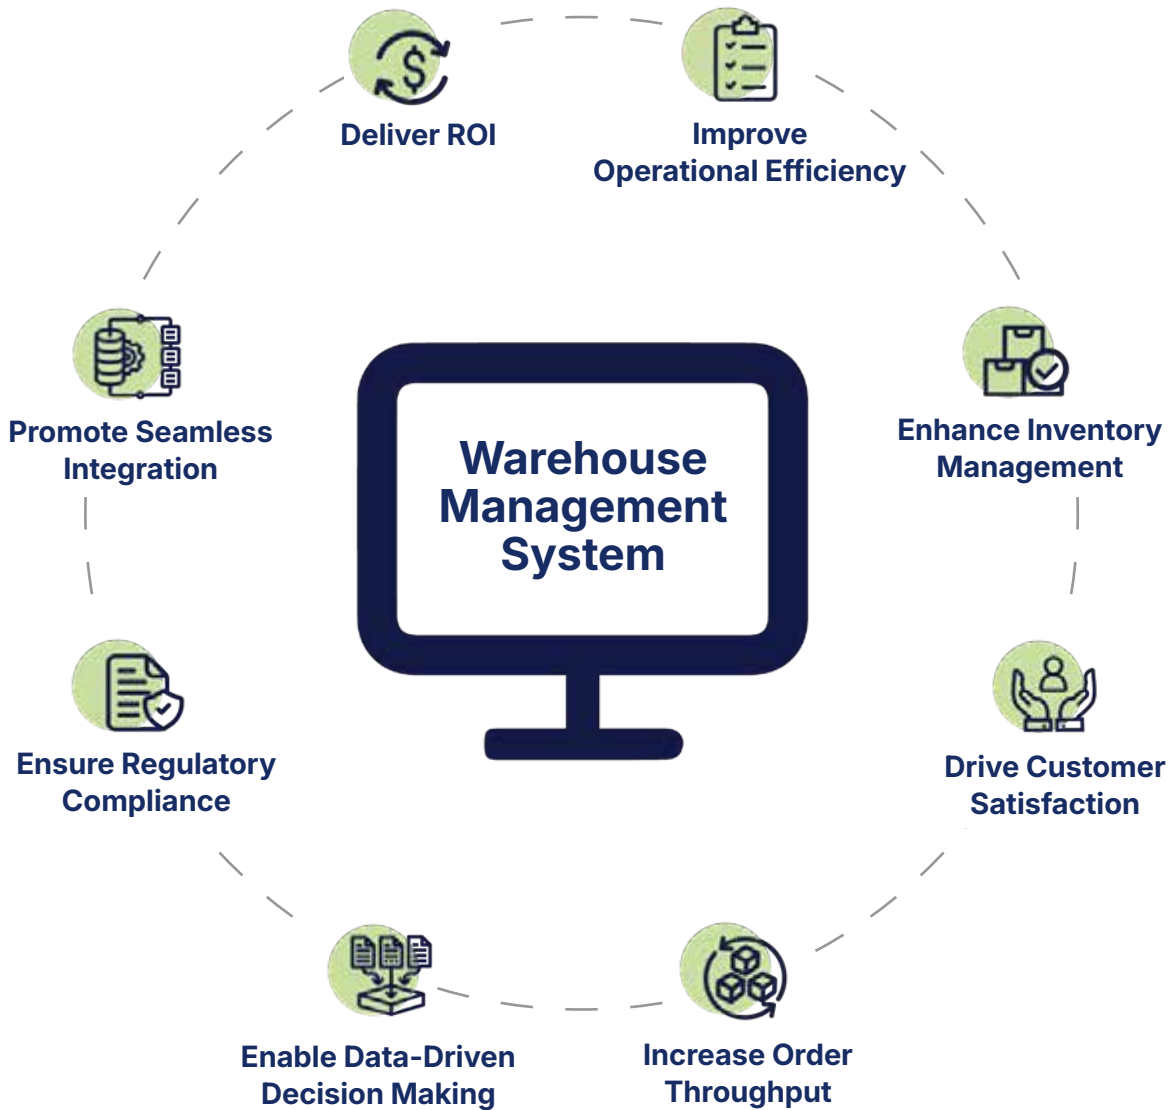 Deliver ROI
Improve
Operational Efficiency
Promote Seamless
Integration
Enhance Inventory
Management
Warehouse
Management
System
Ensure Regulatory
Compliance
Drive Customer
Satisfaction
Enable Data-Driven
Decision Making
Increase Order
Throughput